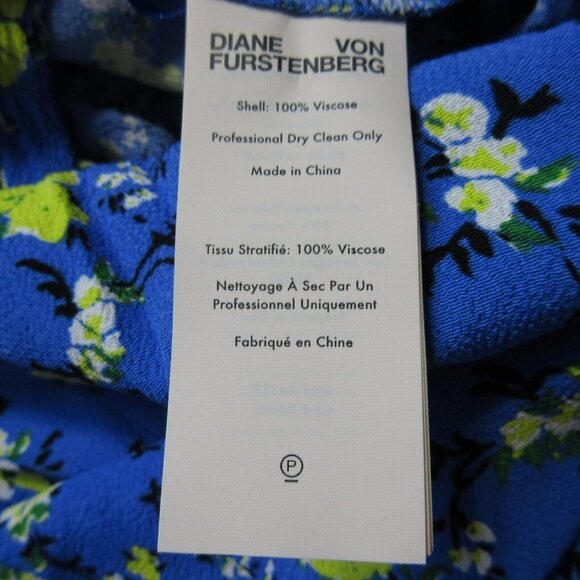 DIANE VON
FURSTENBERG
Shell: 100% Viscose
Professional Dry Clean Only
Made in China
Tissu Stratifié: 100% Viscose
Nettoyage À Sec Par Un
Professionnel Uniquement
Fabriqué en Chine
P